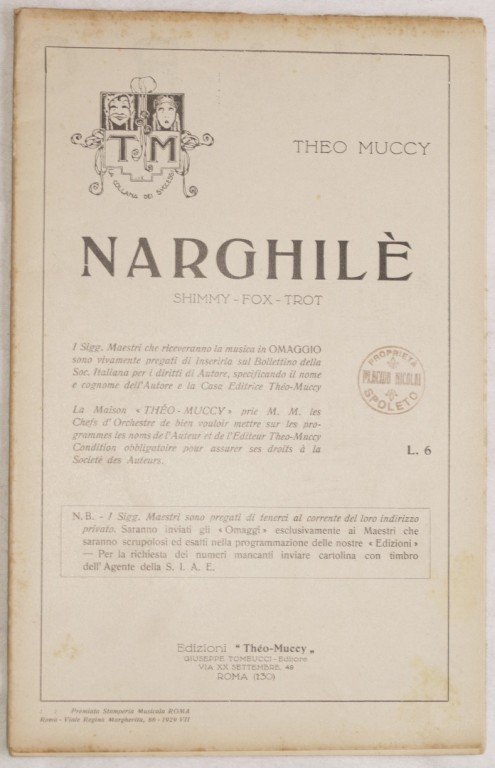 T M
LA COLLANA DEI SUCCESSI
THEO MUCCY
NARGHILÈ
SHIMMY - FOX - TROT
I Sigg. Maestri che riceveranno la musica in OMAGGIO
sono vivamente pregati di inserirla sul Bollettino della
Soc. Italiana per i diritti di Autore, specificando il nome
e cognome dell'Autore e la Casa Editrice Théo-Muccy
La Maison « THÉO - MUCCY » prie M. M. les
Chefs d'Orchestre de bien vouloir mettre sur les pro-
grammes les noms de l'Auteur et de l'Editeur Theo-Muccy
Condition obbligatoire pour assurer ses droits à la
Societé des Auteurs.
PROPRIETÀ
PLACIDO NICOLAI
SPOLETO
L. 6
N. B. - I Sigg. Maestri sono pregati di tenerci al corrente del loro indirizzo
privato. Saranno inviati gli « Omaggi » esclusivamente ai Maestri che
saranno scrupolosi ed esatti nella programmazione delle nostre « Edizioni »
— Per la richiesta dei numeri mancanti inviare cartolina con timbro
dell'Agente della S. I. A. E.
Edizioni " Théo-Muccy „
GIUSEPPE TOMEUCCI - Editore
VIA XX SETTEMBRE, 49
ROMA (230)
: : Premiata Stamperia Musicale ROMA
Roma - Viale Regina Margherita, 86 - 1929 VII